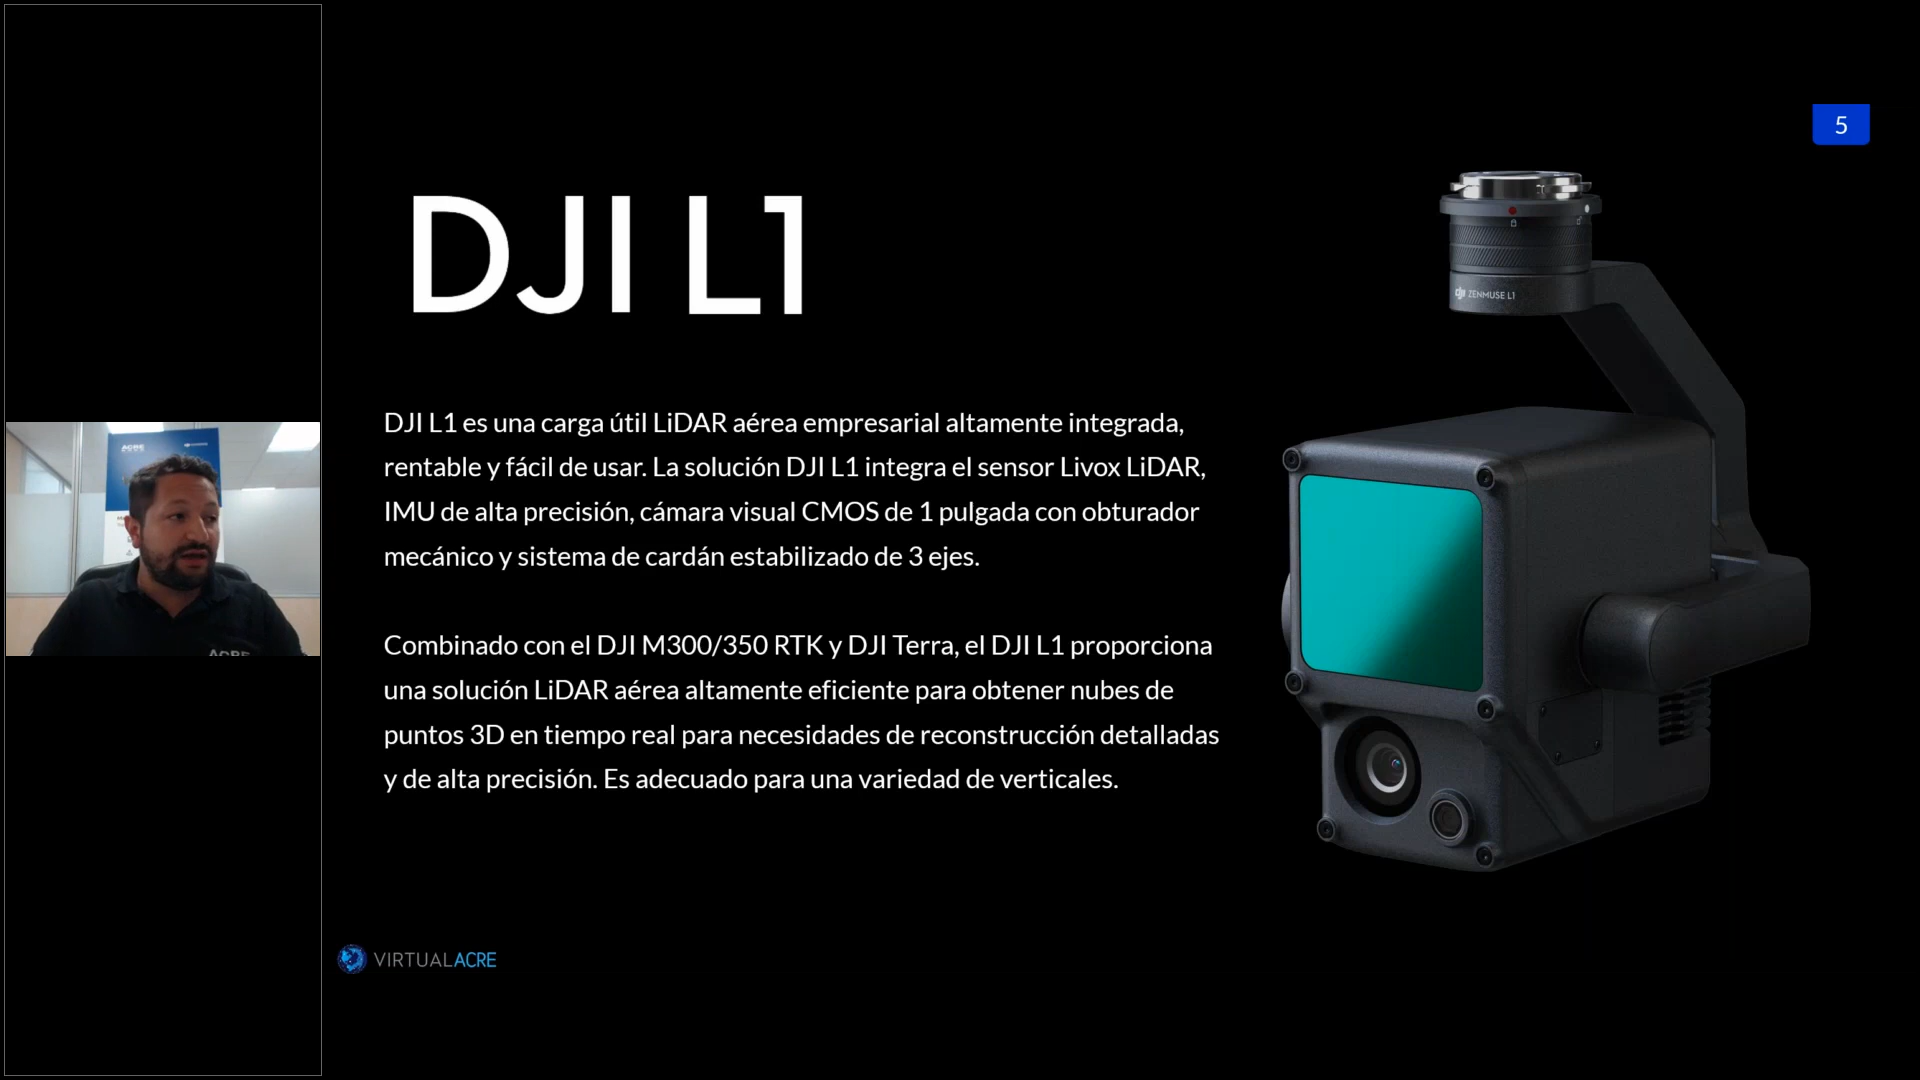 5
DJI L1
dji ZENMUSE L1
DJI L1 es una carga útil LiDAR aérea empresarial altamente integrada,
rentable y fácil de usar. La solución DJI L1 integra el sensor Livox LiDAR,
IMU de alta precisión, cámara visual CMOS de 1 pulgada con obturador
mecánico y sistema de cardán estabilizado de 3 ejes.
Combinado con el DJI M300/350 RTK y DJI Terra, el DJI L1 proporciona
una solución LiDAR aérea altamente eficiente para obtener nubes de
puntos 3D en tiempo real para necesidades de reconstrucción detalladas
y de alta precisión. Es adecuado para una variedad de verticales.
ACRE
ACRE
VIRTUALACRE